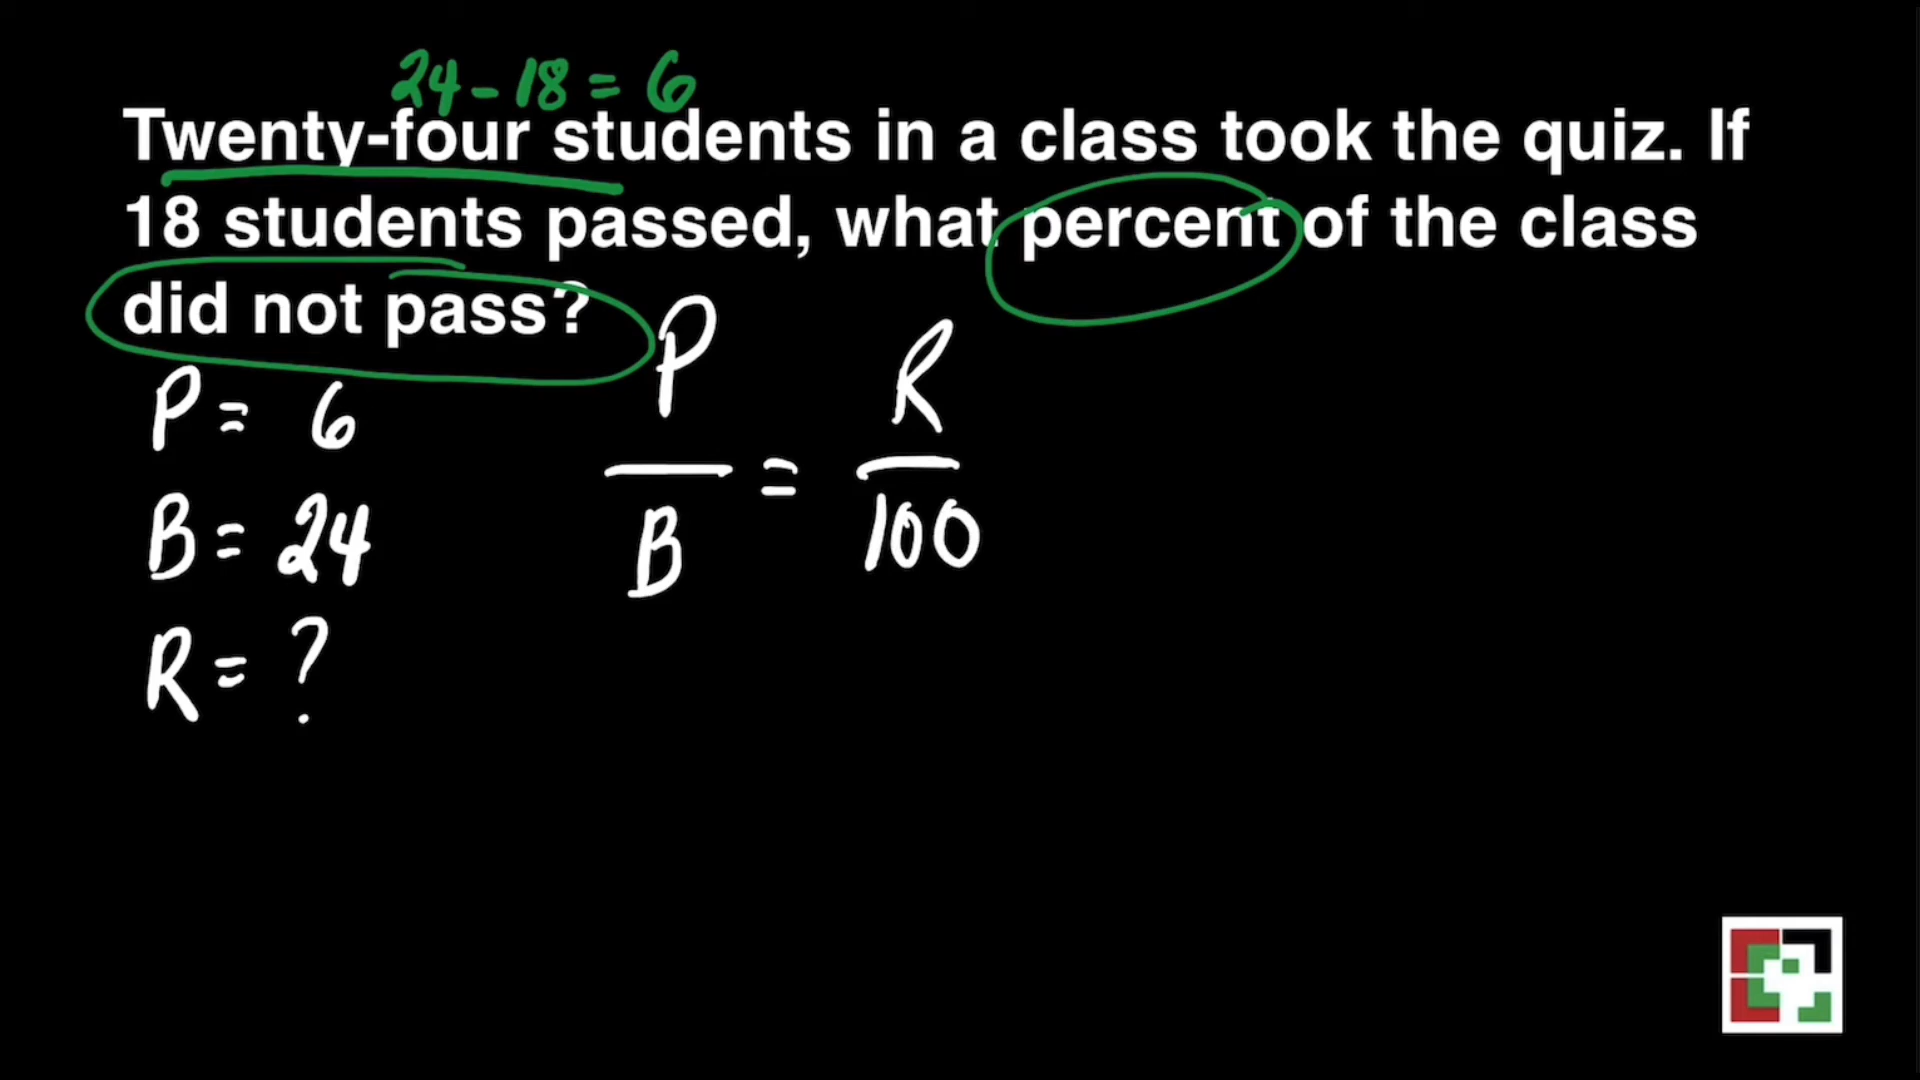 24 - 18 = 6
Twenty-four students in a class took the quiz. If
18 students passed, what percent of the class
did not pass?
P = 6
B = 24
R = ?
P/B = R/100